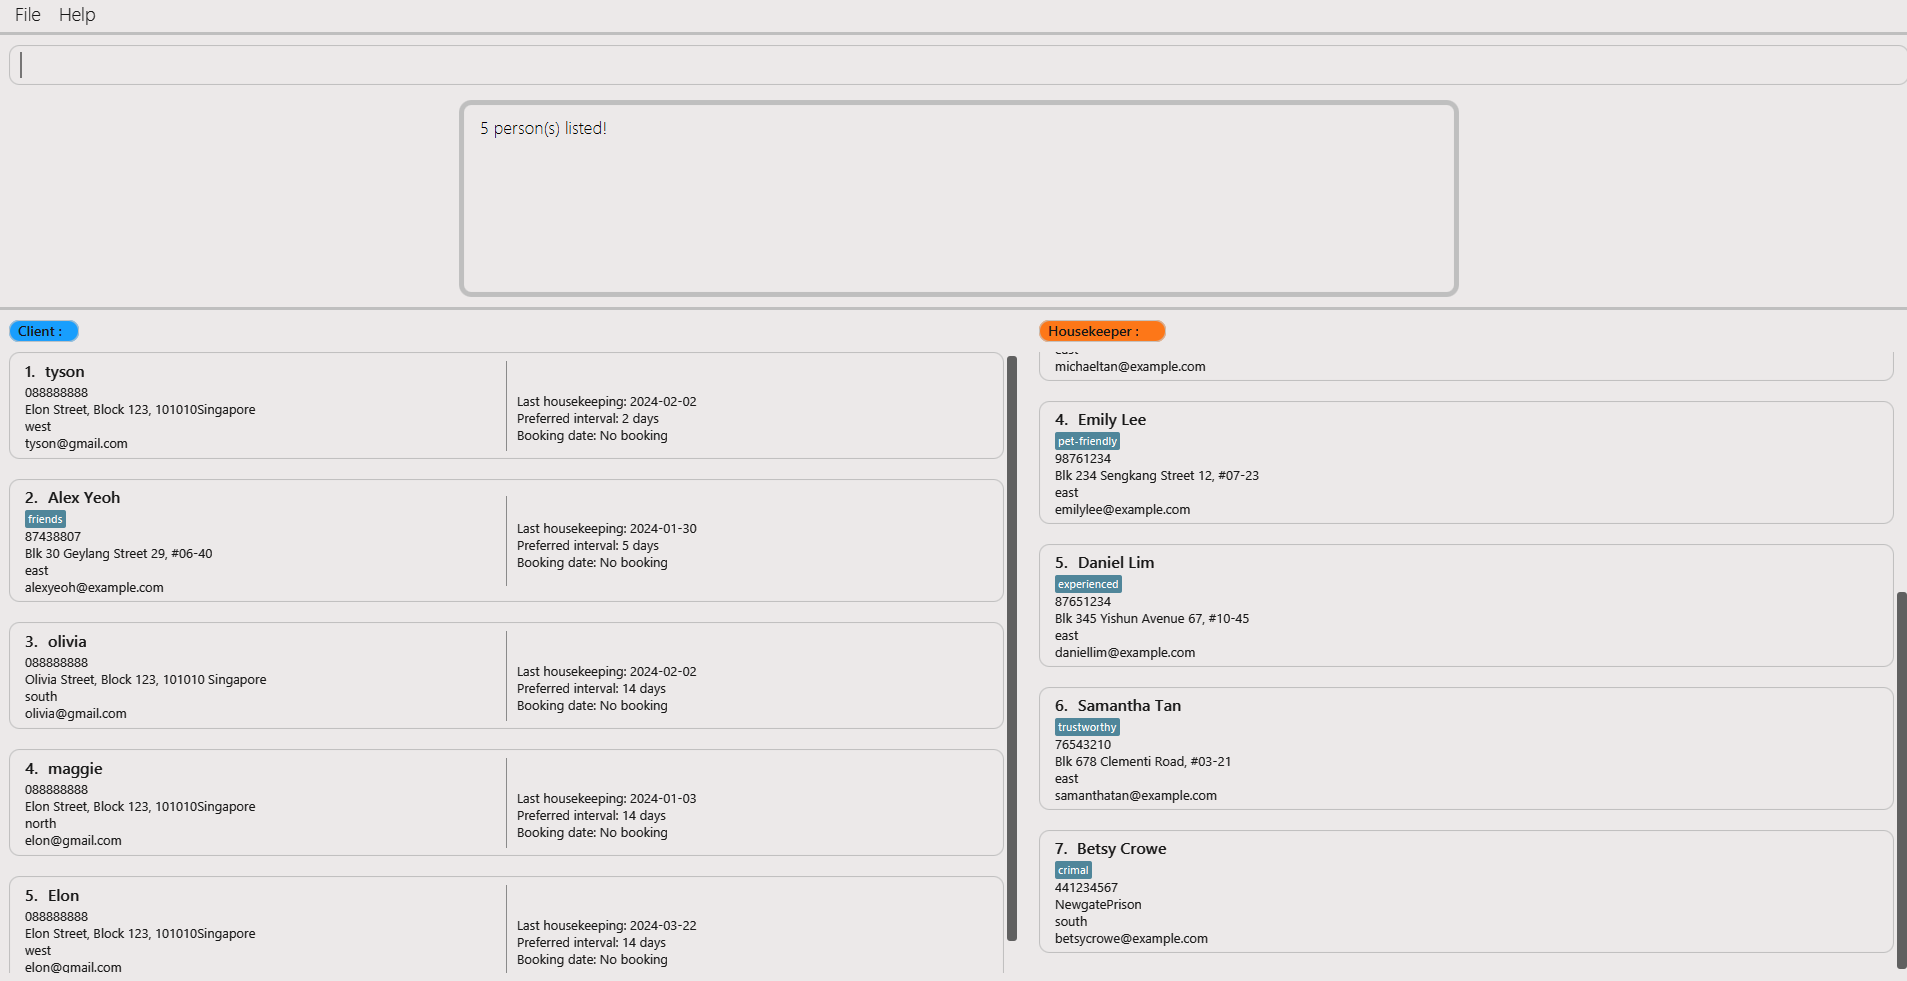 File Help
5 person(s) listed!
Client :
1. tyson
088888888
Elon Street, Block 123, 101010Singapore
west
tyson@gmail.com
Last housekeeping: 2024-02-02
Preferred interval: 2 days
Booking date: No booking
2. Alex Yeoh
friends
87438807
Blk 30 Geylang Street 29, #06-40
east
alexyeoh@example.com
Last housekeeping: 2024-01-30
Preferred interval: 5 days
Booking date: No booking
3. olivia
088888888
Olivia Street, Block 123, 101010 Singapore
south
olivia@gmail.com
Last housekeeping: 2024-02-02
Preferred interval: 14 days
Booking date: No booking
4. maggie
088888888
Elon Street, Block 123, 101010Singapore
north
elon@gmail.com
Last housekeeping: 2024-01-03
Preferred interval: 14 days
Booking date: No booking
5. Elon
088888888
Elon Street, Block 123, 101010Singapore
west
elon@gmail.com
Last housekeeping: 2024-03-22
Preferred interval: 14 days
Booking date: No booking
Housekeeper :
east
michaeltan@example.com
4. Emily Lee
pet-friendly
98761234
Blk 234 Sengkang Street 12, #07-23
east
emilylee@example.com
5. Daniel Lim
experienced
87651234
Blk 345 Yishun Avenue 67, #10-45
east
daniellim@example.com
6. Samantha Tan
trustworthy
76543210
Blk 678 Clementi Road, #03-21
east
samanthatan@example.com
7. Betsy Crowe
crimal
441234567
NewgatePrison
south
betsycrowe@example.com